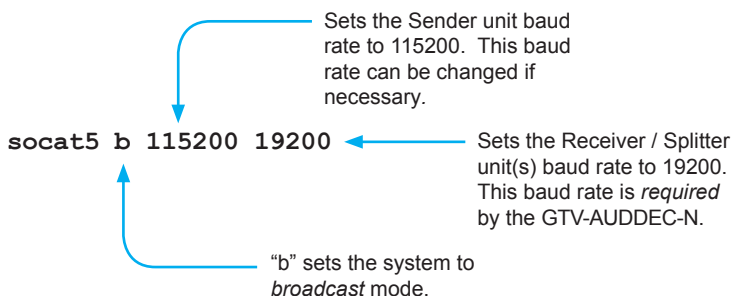 Sets the Sender unit baud
rate to 115200.  This baud
rate can be changed if
necessary.
socat5 b 115200 19200
Sets the Receiver / Splitter
unit(s) baud rate to 19200.
This baud rate is required
by the GTV-AUDDEC-N.
“b” sets the system to
broadcast mode.